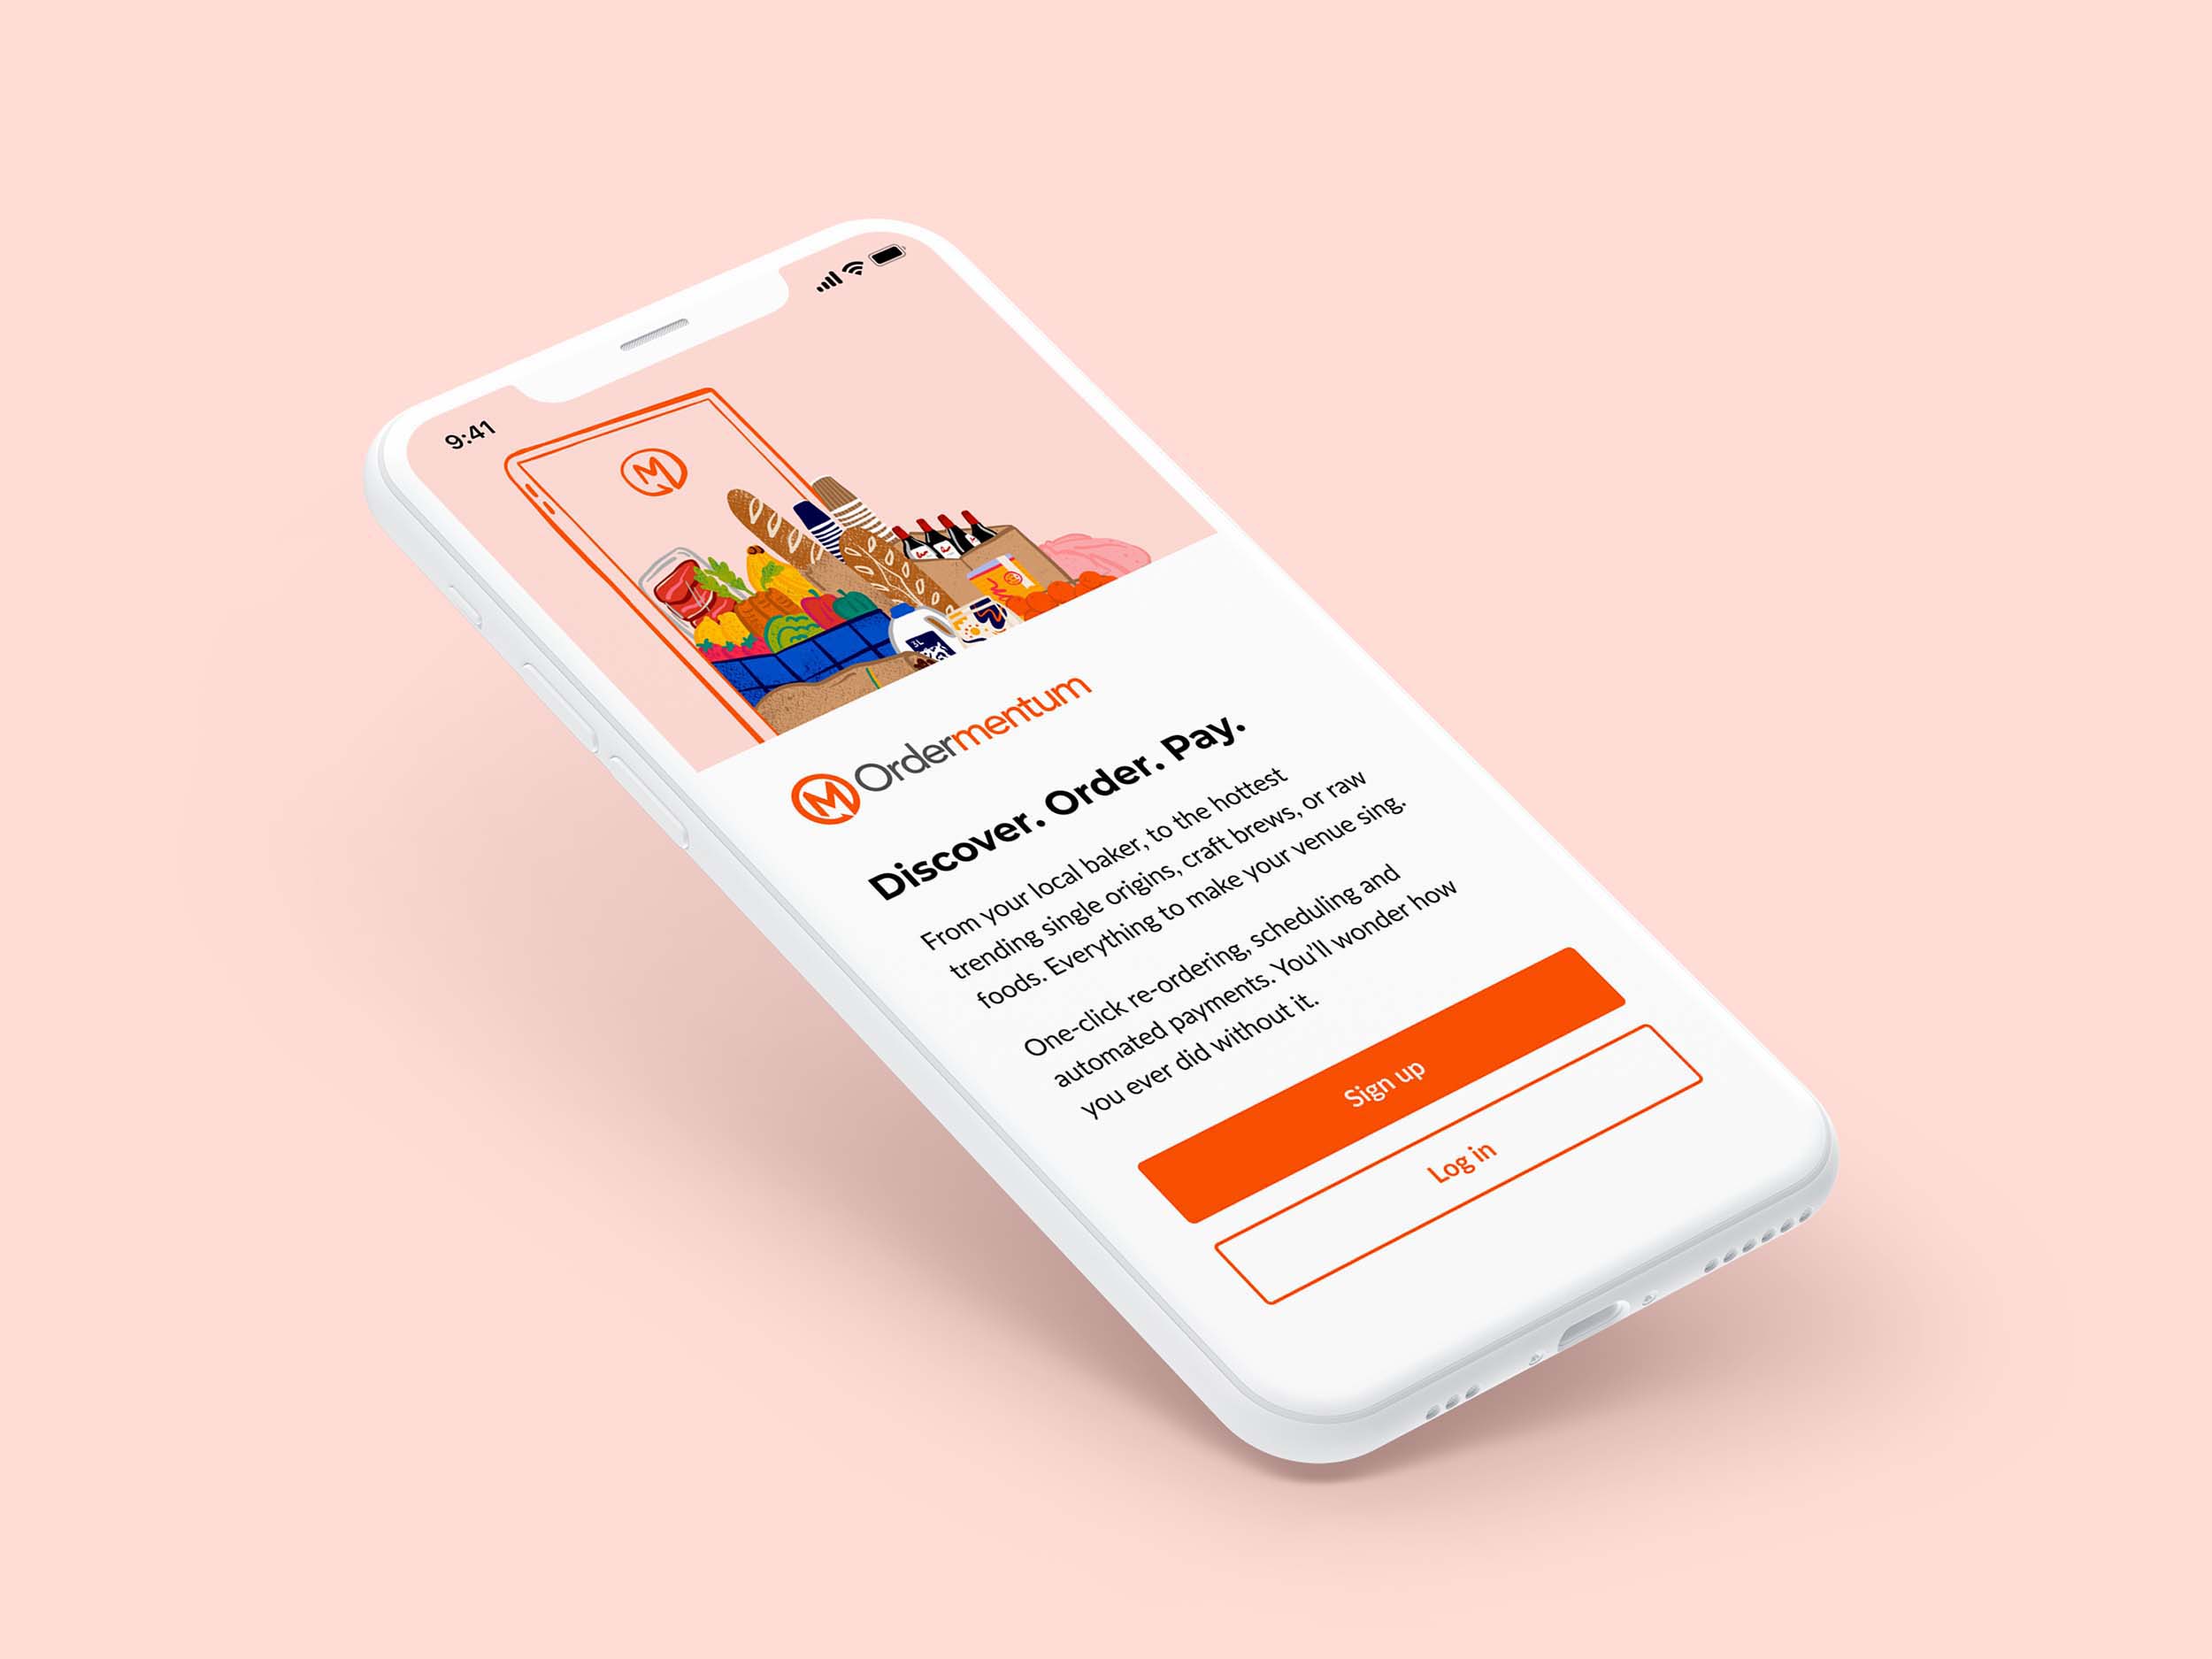 9:41
M
M Ordermentum
Discover. Order. Pay.
From your local baker, to the hottest
trending single origins, craft brews, or raw
foods. Everything to make your venue sing.
One-click re-ordering, scheduling and
automated payments. You'll wonder how
you ever did without it.
Sign up
Log in